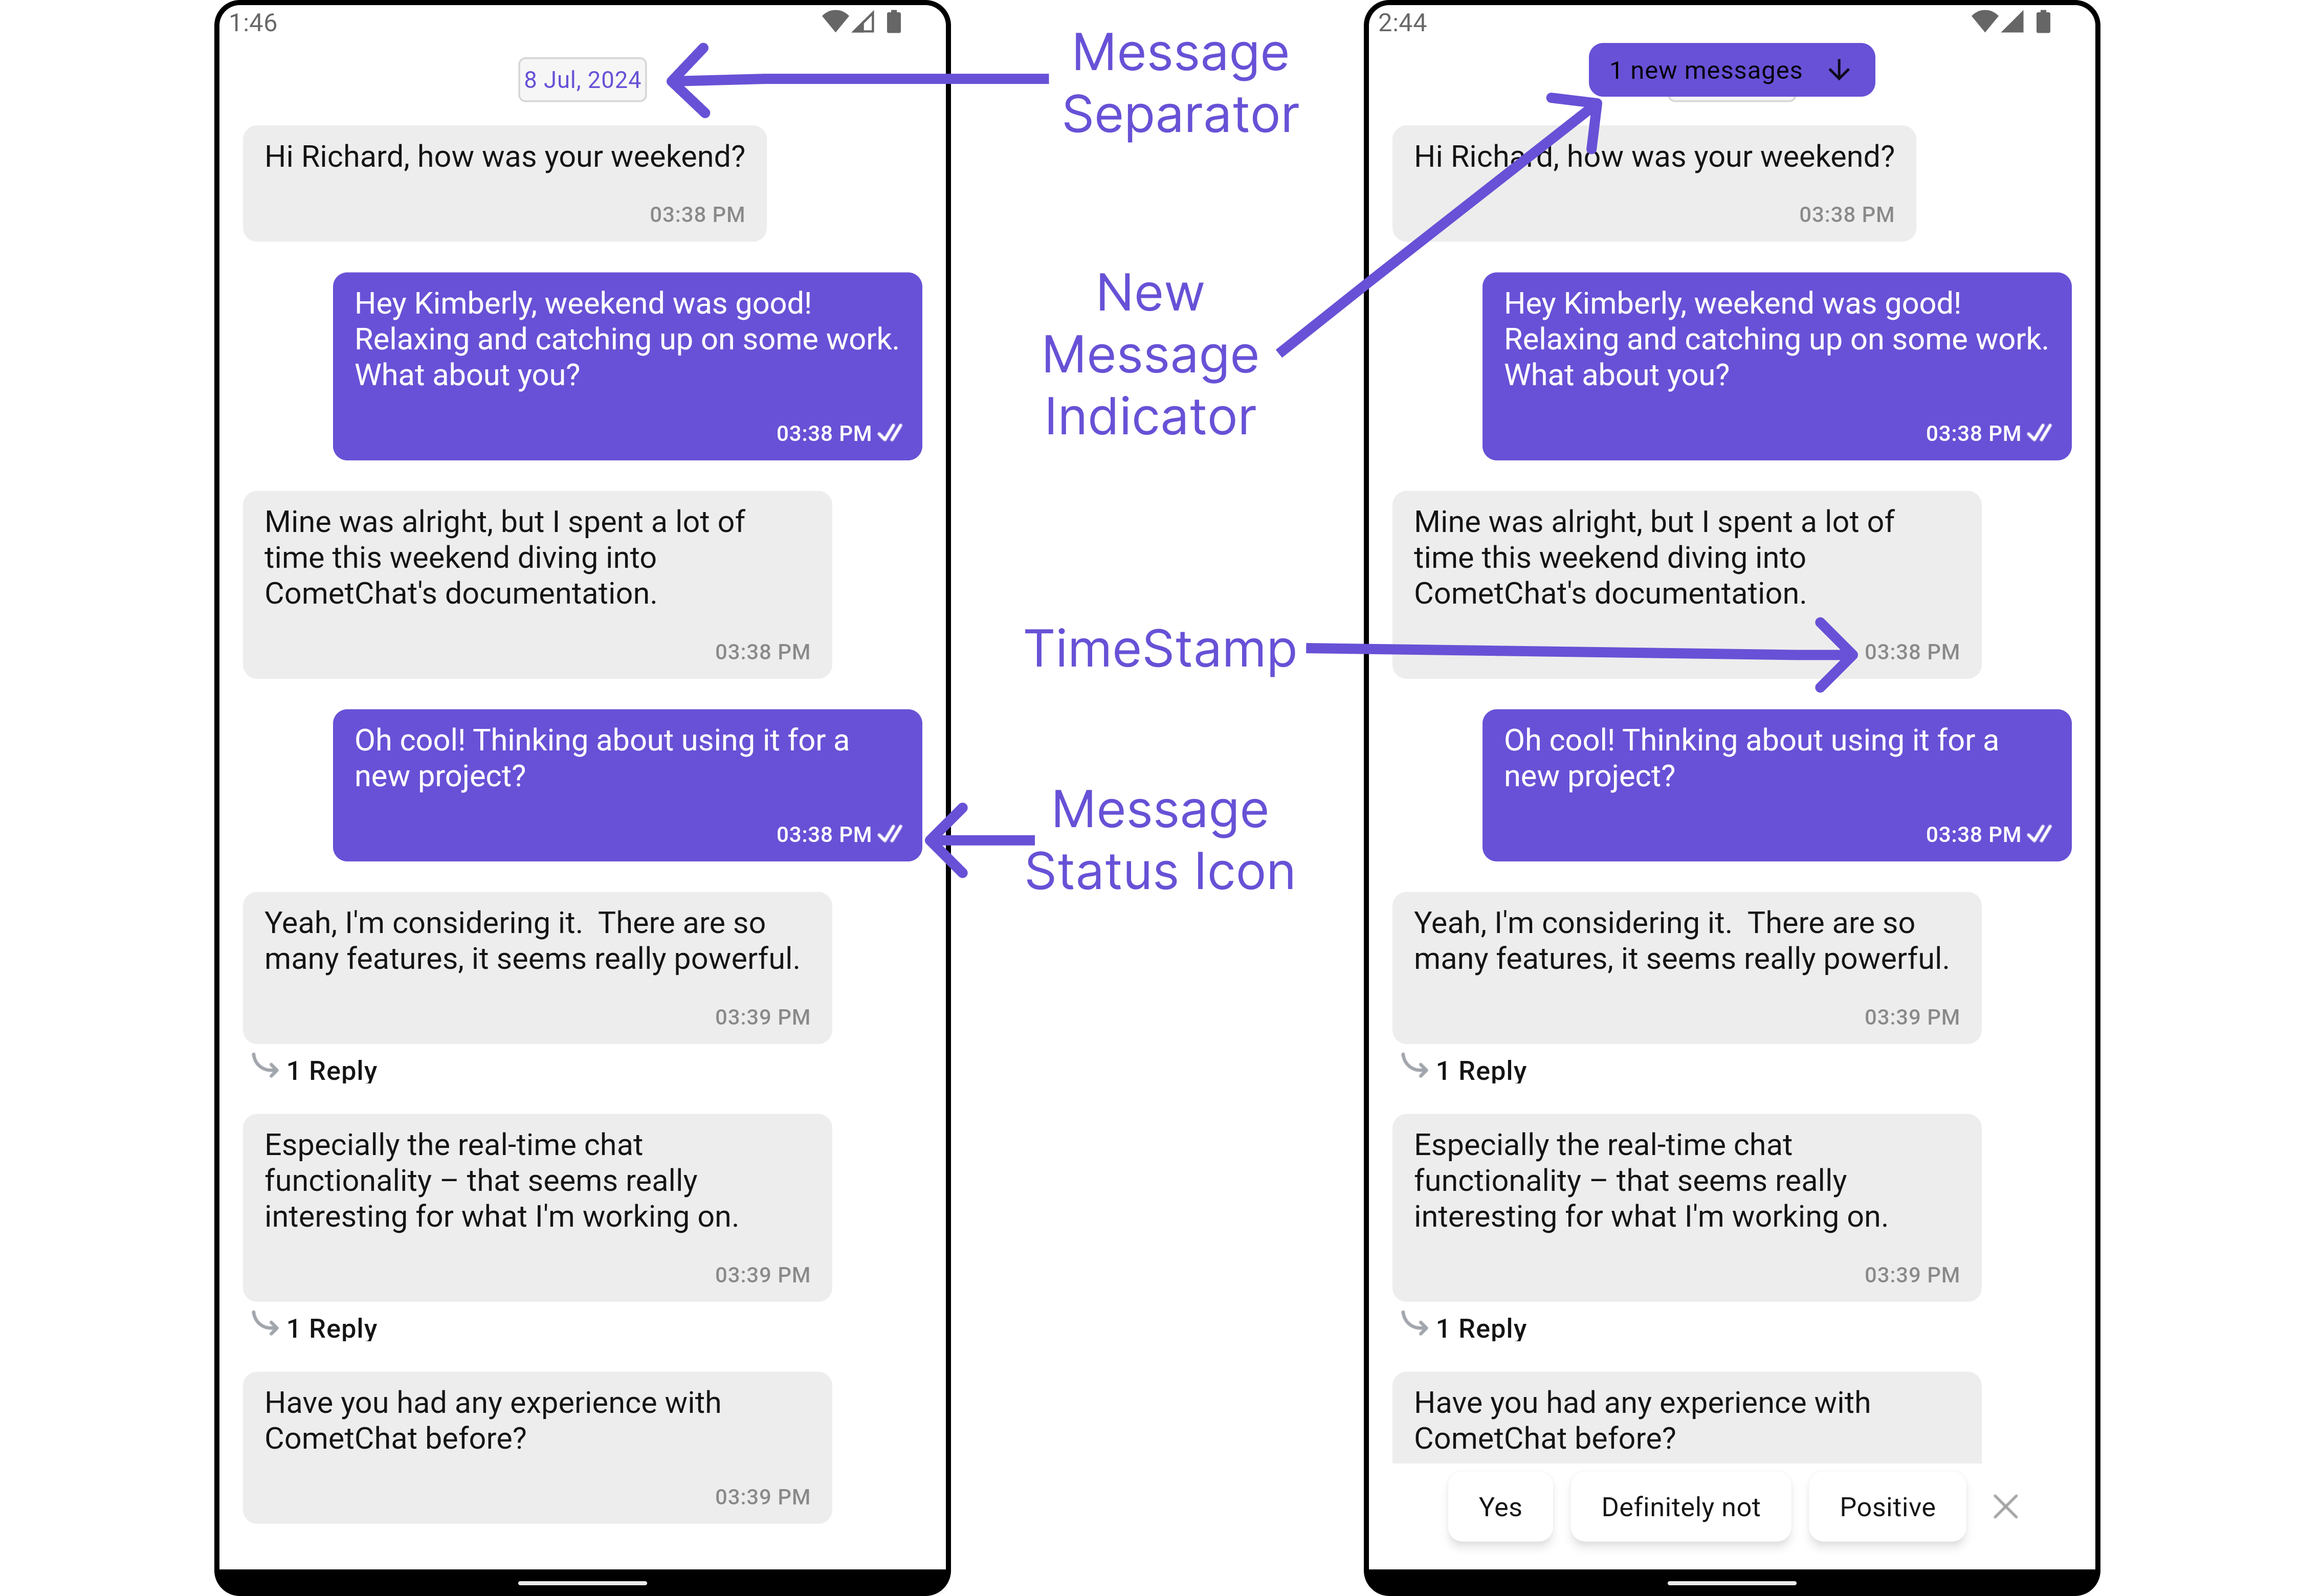 1:46
8 Jul, 2024
Hi Richard, how was your weekend?
03:38 PM
Hey Kimberly, weekend was good!
Relaxing and catching up on some work.
What about you?
03:38 PM
Mine was alright, but I spent a lot of
time this weekend diving into
CometChat's documentation.
03:38 PM
Oh cool! Thinking about using it for a
new project?
03:38 PM
Yeah, I'm considering it.  There are so
many features, it seems really powerful.
03:39 PM
1 Reply
Especially the real-time chat
functionality – that seems really
interesting for what I'm working on.
03:39 PM
1 Reply
Have you had any experience with
CometChat before?
03:39 PM
Message
Separator
New
Message
Indicator
TimeStamp
Message
Status Icon
2:44
1 new messages
Hi Richard, how was your weekend?
03:38 PM
Hey Kimberly, weekend was good!
Relaxing and catching up on some work.
What about you?
03:38 PM
Mine was alright, but I spent a lot of
time this weekend diving into
CometChat's documentation.
03:38 PM
Oh cool! Thinking about using it for a
new project?
03:38 PM
Yeah, I'm considering it.  There are so
many features, it seems really powerful.
03:39 PM
1 Reply
Especially the real-time chat
functionality – that seems really
interesting for what I'm working on.
03:39 PM
1 Reply
Have you had any experience with
CometChat before?
Yes
Definitely not
Positive